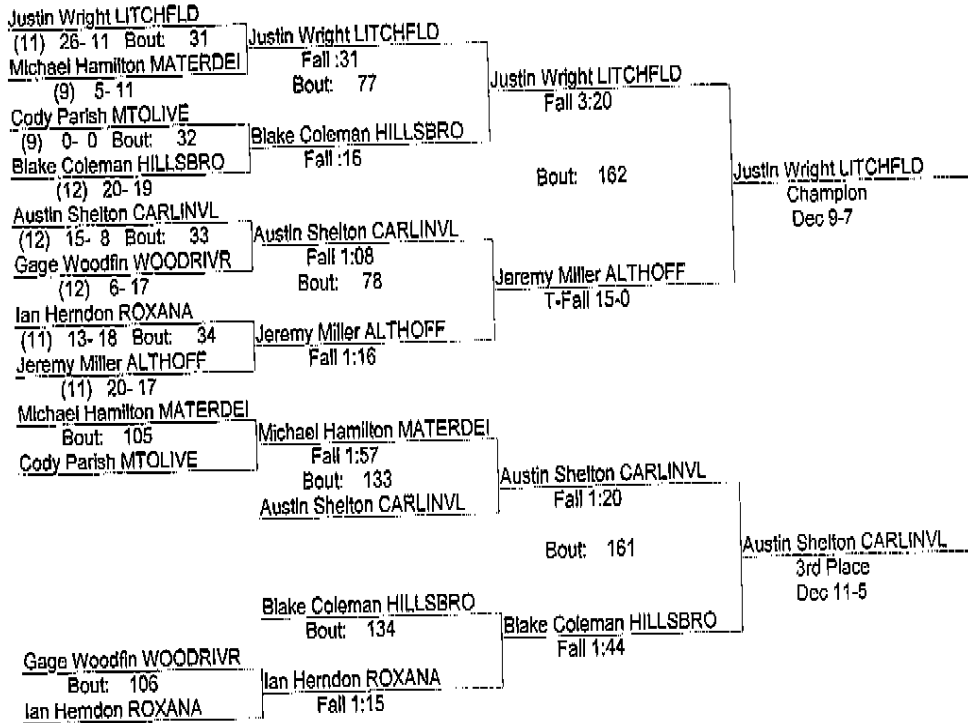 Justin Wright LITCHFLD
(11) 26- 11 Bout: 31
Michael Hamilton MATERDEI
(9) 5- 11
Cody Parish MTOLIVE
(9) 0- 0 Bout: 32
Blake Coleman HILLSBRO
(12) 20- 19
Austin Shelton CARLINVL
(12) 15- 8 Bout: 33
Gage Woodfin WOODRIVR
(12) 6- 17
Ian Herndon ROXANA
(11) 13- 18 Bout: 34
Jeremy Miller ALTHOFF
(11) 20- 17
Justin Wright LITCHFLD
Fall :31
Bout: 77
Blake Coleman HILLSBRO
Fall :16
Austin Shelton CARLINVL
Fall 1:08
Bout: 78
Jeremy Miller ALTHOFF
Fall 1:16
Justin Wright LITCHFLD
Fall 3:20
Bout: 162
Jeremy Miller ALTHOFF
T-Fall 15-0
Justin Wright LITCHFLD
Champion
Dec 9-7
Michael Hamilton MATERDEI
Bout: 105
Cody Parish MTOLIVE
Gage Woodfin WOODRIVR
Bout: 106
Ian Herndon ROXANA
Michael Hamilton MATERDEI
Fall 1:57
Bout: 133
Austin Shelton CARLINVL
Blake Coleman HILLSBRO
Bout: 134
Ian Herndon ROXANA
Fall 1:15
Austin Shelton CARLINVL
Fall 1:20
Bout: 161
Blake Coleman HILLSBRO
Fall 1:44
Austin Shelton CARLINVL
3rd Place
Dec 11-5